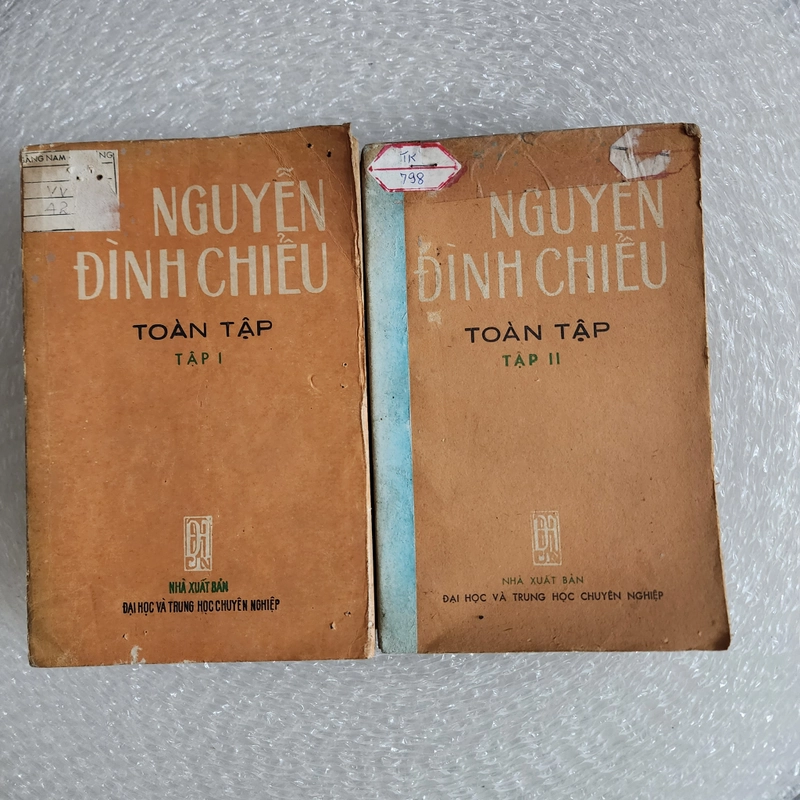 NGUYỄN
ĐÌNH CHIỂU
TOÀN TẬP
TẬP I
NHÀ XUẤT BẢN
ĐẠI HỌC VÀ TRUNG HỌC CHUYÊN NGHIỆP
TK
798
NGUYỄN
ĐÌNH CHIỂU
TOÀN TẬP
TẬP II
NHÀ XUẤT BẢN
ĐẠI HỌC VÀ TRUNG HỌC CHUYÊN NGHIỆP